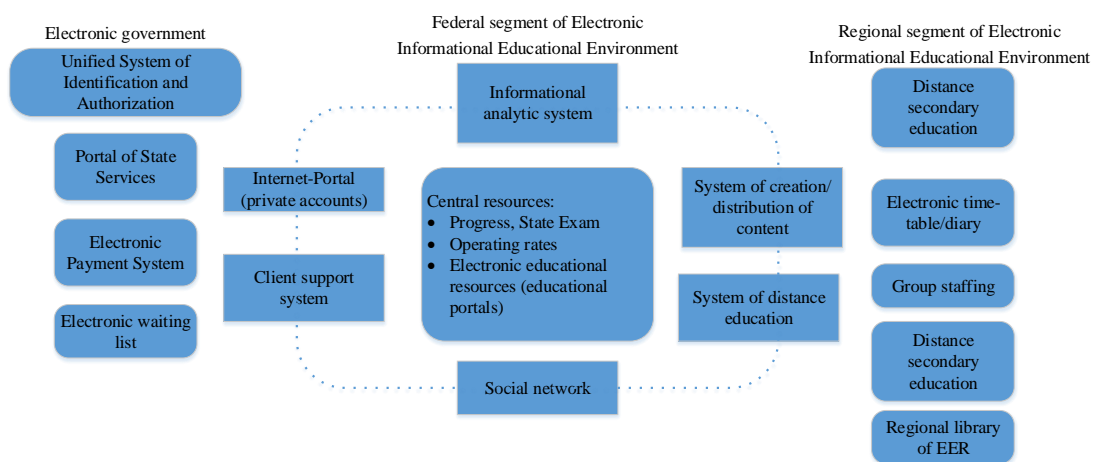 Electronic government
Unified System of
Identification and
Authorization
Portal of State
Services
Electronic
Payment System
Electronic waiting
list
Federal segment of Electronic
Informational Educational Environment
Informational
analytic system
Internet-Portal
(private accounts)
Client support
system
Central resources:
• Progress, State Exam
• Operating rates
• Electronic educational
resources (educational
portals)
System of creation/
distribution of
content
System of distance
education
Social network
Regional segment of Electronic
Informational Educational Environment
Distance
secondary
education
Electronic time-
table/diary
Group staffing
Distance
secondary
education
Regional library
of EER